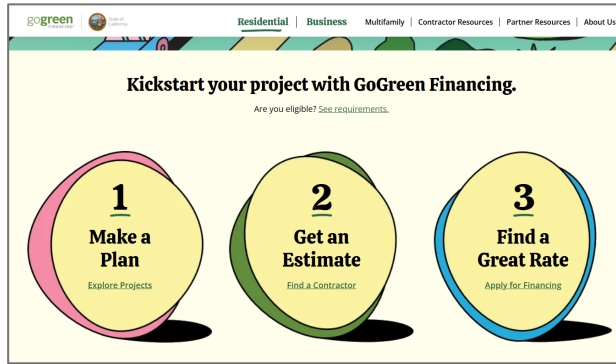 gogreen
FINANCING
State of
California
Residential | Business Multifamily | Contractor Resources | Partner Resources | About Us
Kickstart your project with GoGreen Financing.
Are you eligible? See requirements.
1
Make a
Plan
Explore Projects
2
Get an
Estimate
Find a Contractor
3
Find a
Great Rate
Apply for Financing